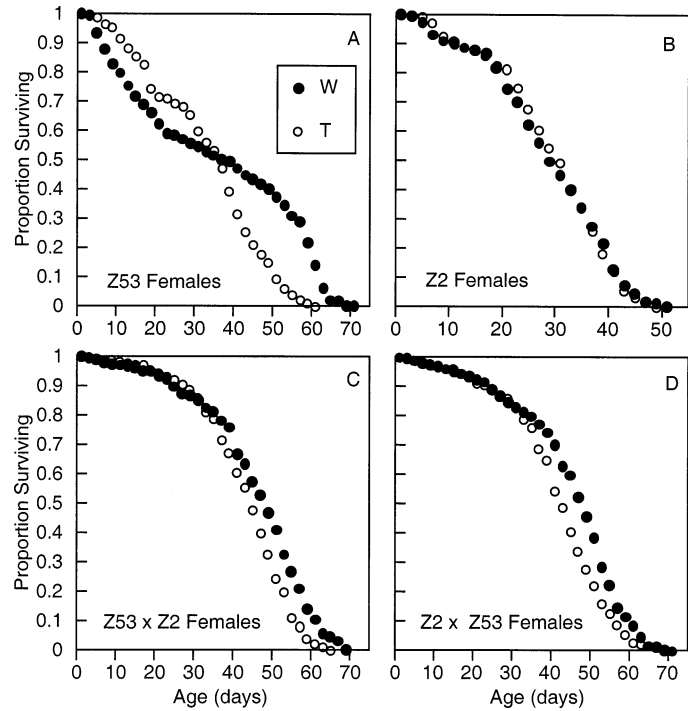 A
W
T
1
0.9
0.8
0.7
0.6
0.5
0.4
0.3
0.2
0.1
0
Proportion Surviving
Z53 Females
0 10 20 30 40 50 60 70
B
Z2 Females
0 10 20 30 40 50
C
1
0.9
0.8
0.7
0.6
0.5
0.4
0.3
0.2
0.1
0
Proportion Surviving
Z53 x Z2 Females
0 10 20 30 40 50 60 70
Age (days)
D
Z2 x Z53 Females
0 10 20 30 40 50 60 70
Age (days)